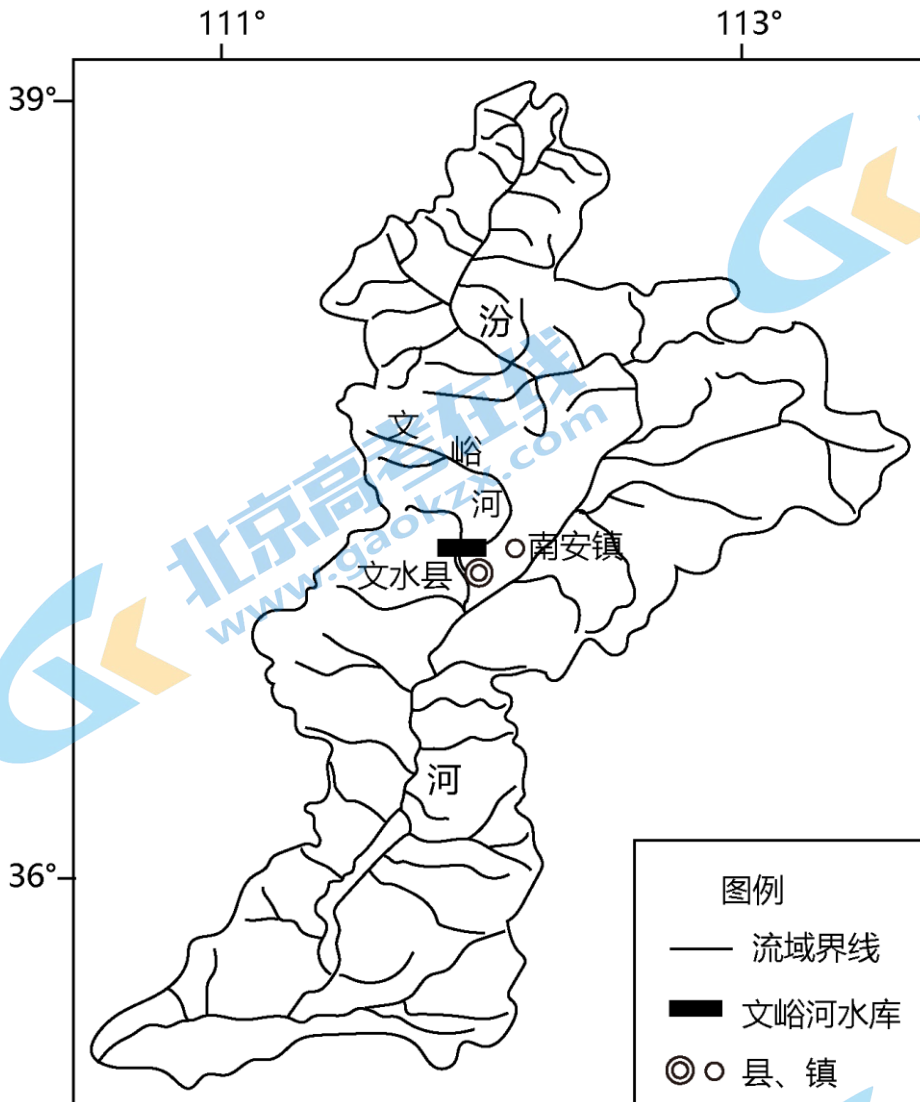 111°
113°
39°
汾
文
峪
河
南安镇
文水县
河
36°
图例
流域界线
文峪河水库
县、镇
北京高考在线
www.gaokzx.com